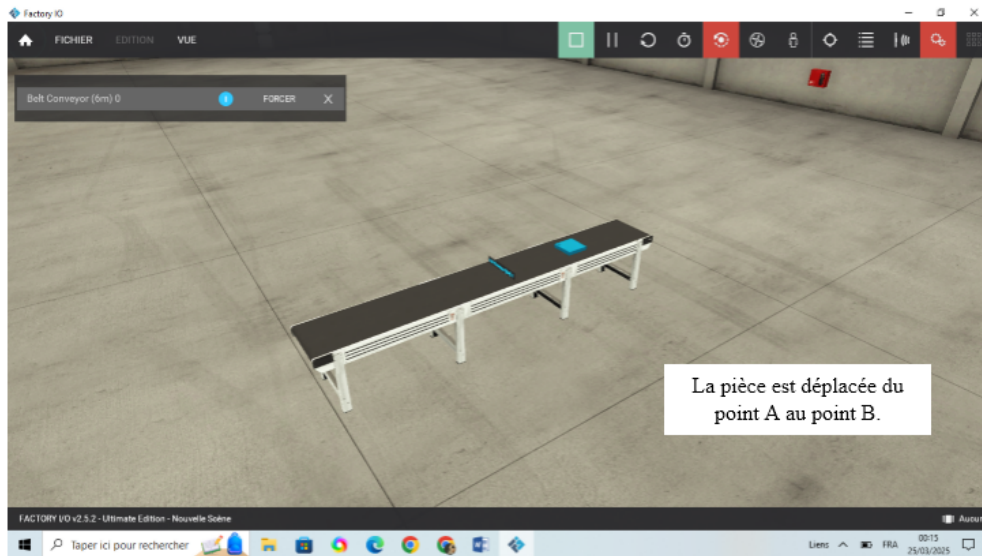 Factory IO
FICHIER EDITION VUE
Belt Conveyor (6m) 0 FORCER X
La pièce est déplacée du
point A au point B.
FACTORY I/O v2.5.2 - Ultimate Edition - Nouvelle Scène
Aucun
Taper ici pour rechercher
Liens FRA 00:15
25/03/2025